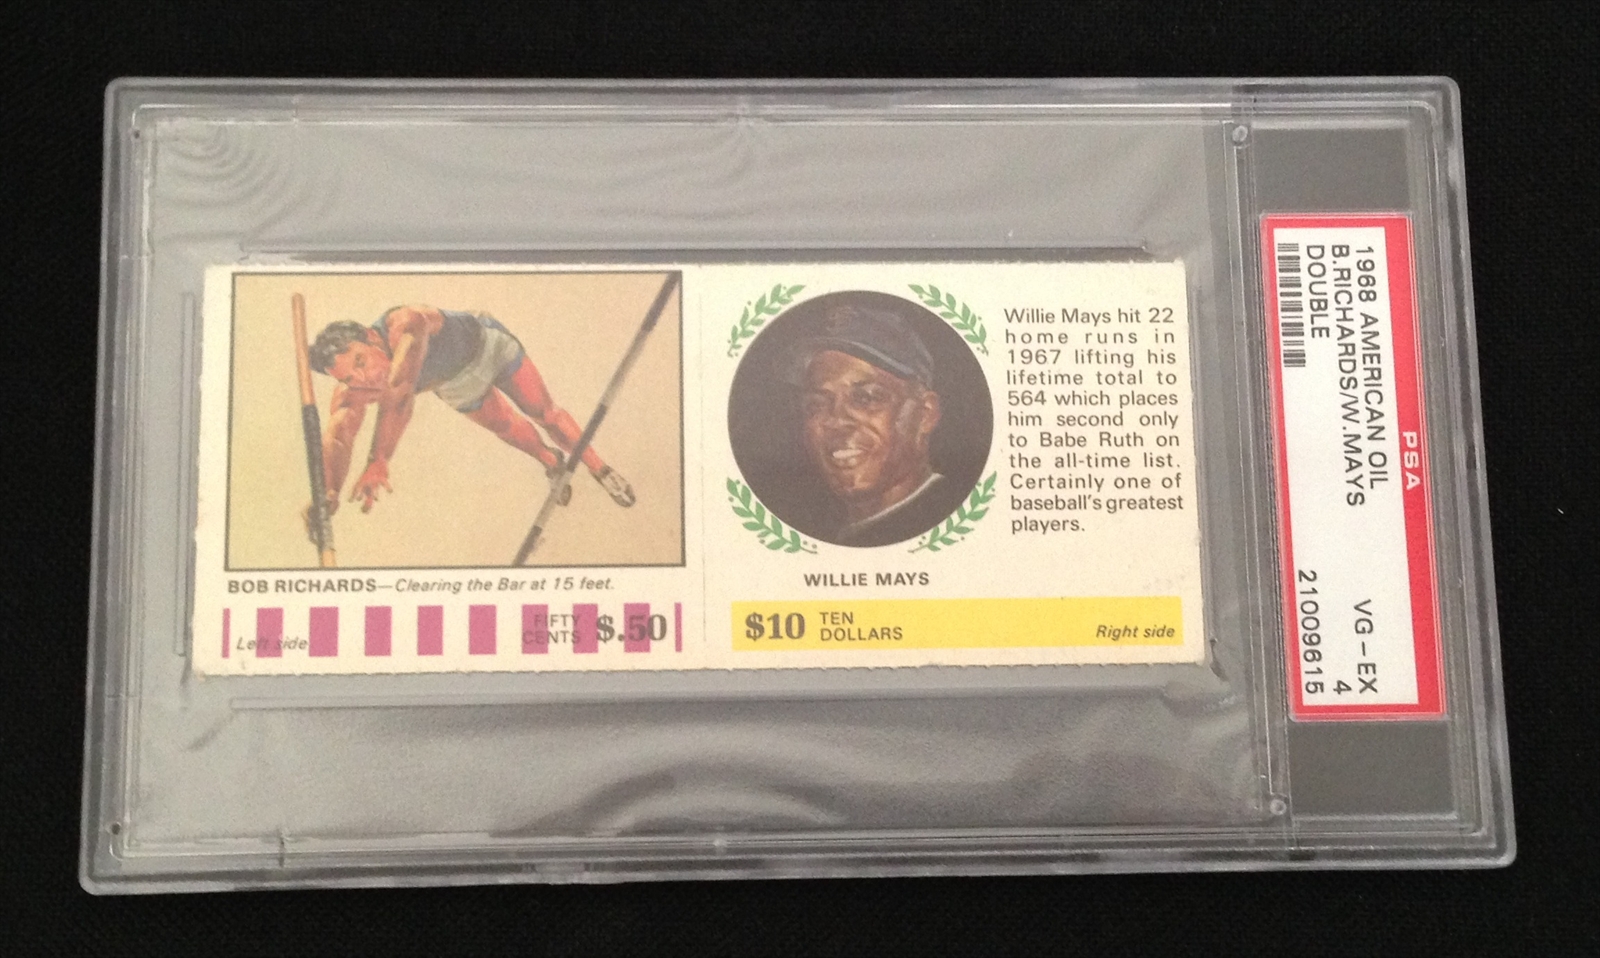 BOB RICHARDS—Clearing the Bar at 15 feet.
Left side
FIFTY
CENTS
$.50
Willie Mays hit 22
home runs in
1967 lifting his
lifetime total to
564 which places
him second only
to Babe Ruth on
the all-time list.
Certainly one of
baseball's greatest
players.
WILLIE MAYS
$10
TEN
DOLLARS
Right side
PSA
1968 AMERICAN OIL
B.RICHARDS/W.MAYS
DOUBLE
VG-EX
4
21009615